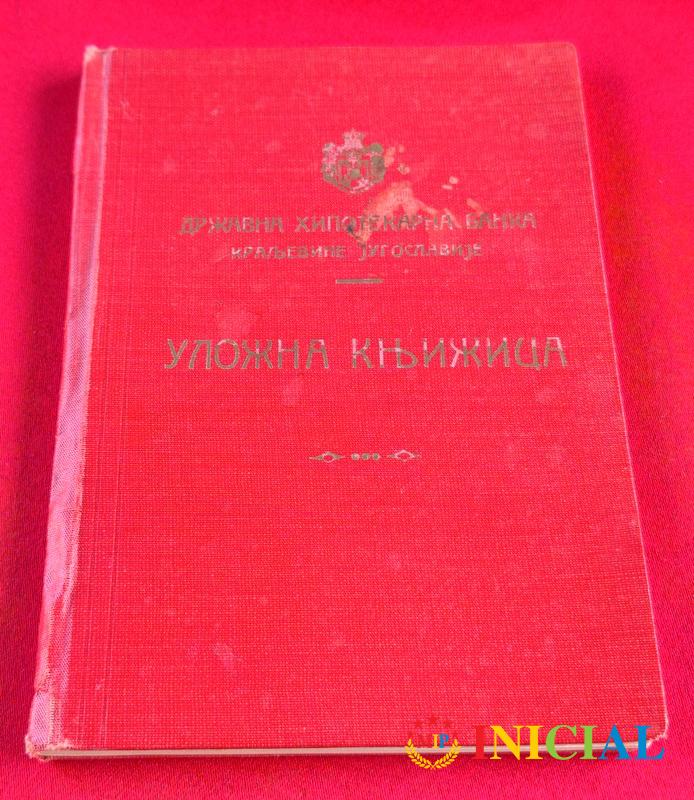 ДРЖАВНА ХИПОТЕКАРНА БАНКА
КРАЉЕВИНЕ ЈУГОСЛАВИЈЕ
УЛОЖНА КЊИЖИЦА
INICIAL